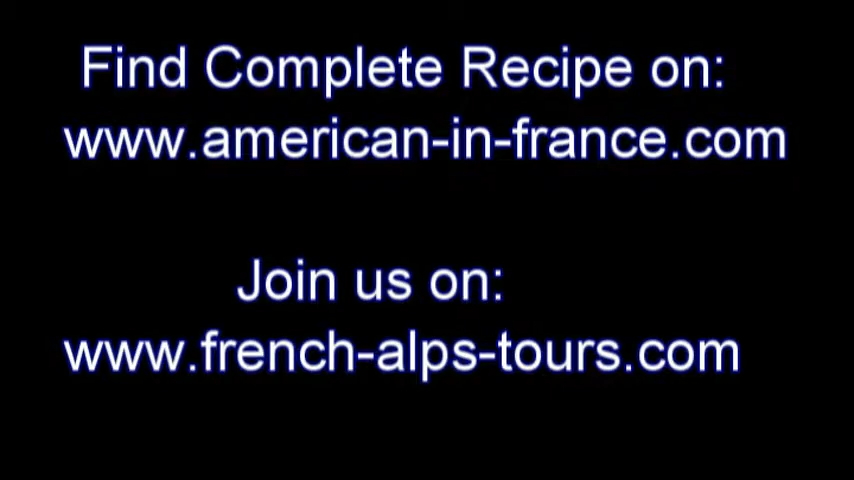 Find Complete Recipe on:
www.american-in-france.com
Join us on:
www.french-alps-tours.com